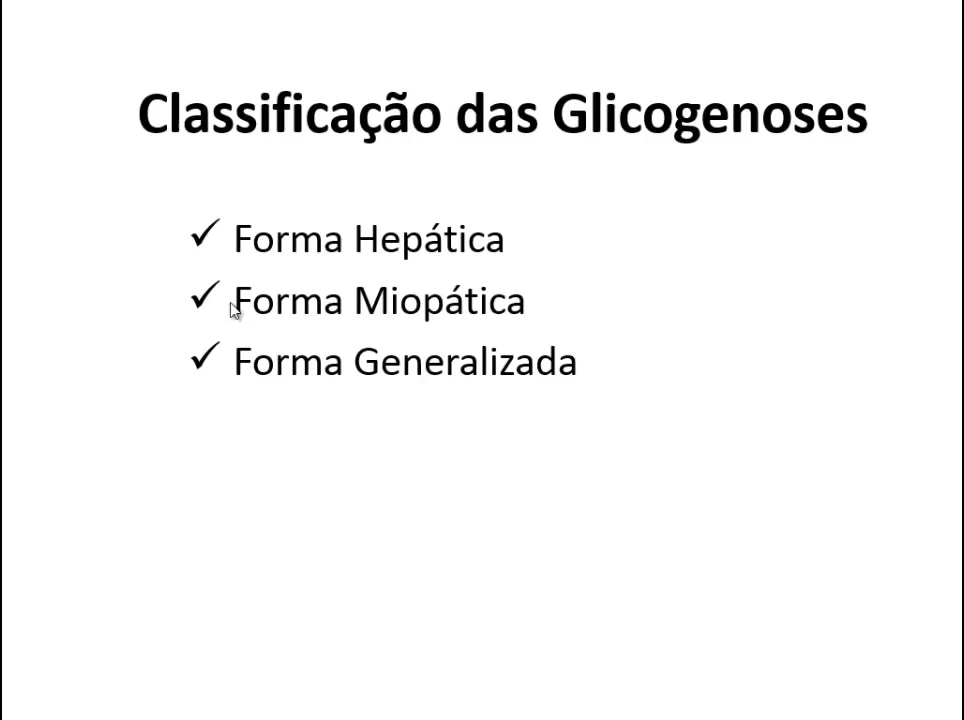 Classificação das Glicogenoses
✓ Forma Hepática
✓ Forma Miopática
✓ Forma Generalizada